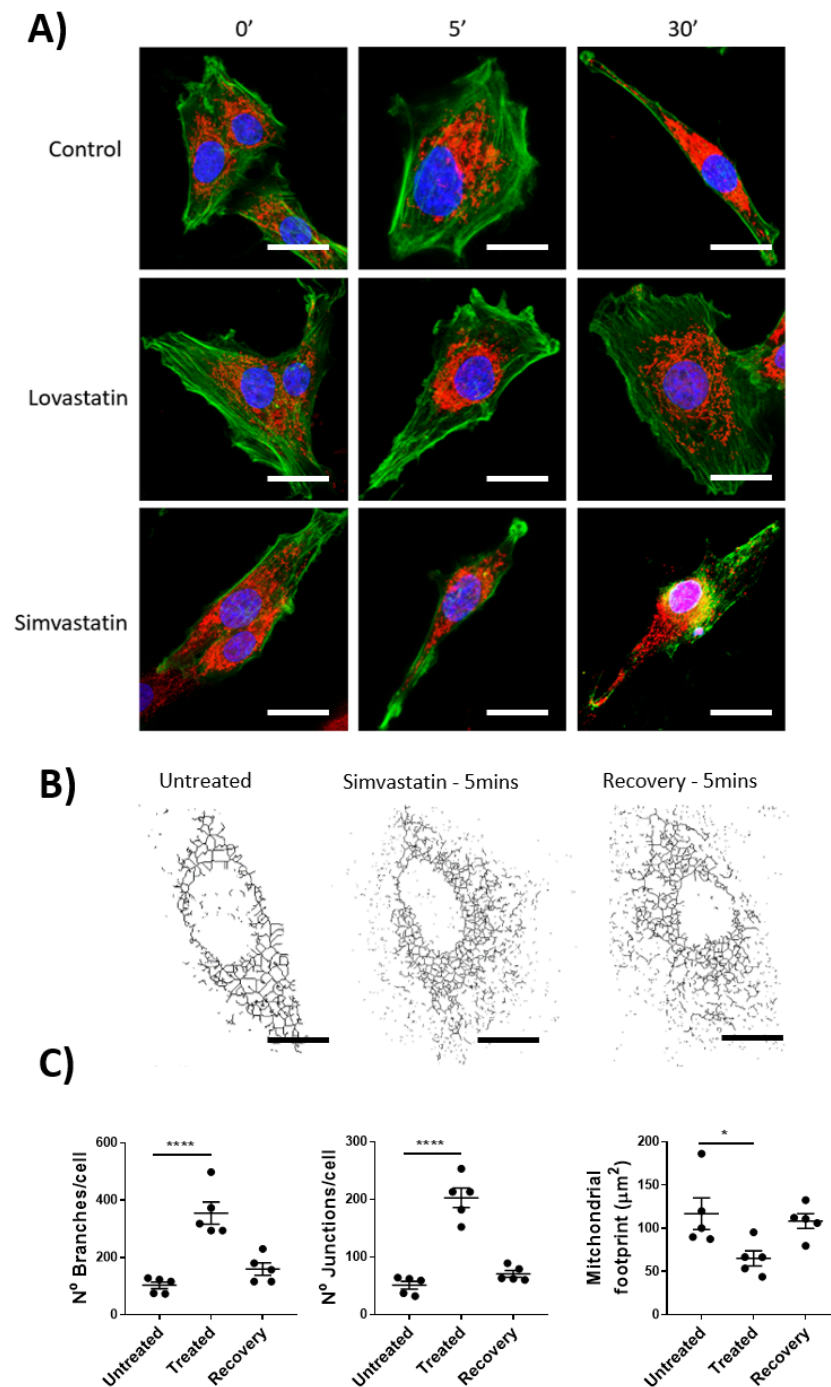 A)
0’ 5’ 30’
Control
Lovastatin
Simvastatin
B)
Untreated Simvastatin - 5mins Recovery - 5mins
C)
N⁰ Branches/cell
600
400
200
0
****
Untreated Treated Recovery
N⁰ Junctions/cell
300
200
100
0
****
Untreated Treated Recovery
Mitchondrial
footprint (µm²)
200
150
100
50
0
*
Untreated Treated Recovery